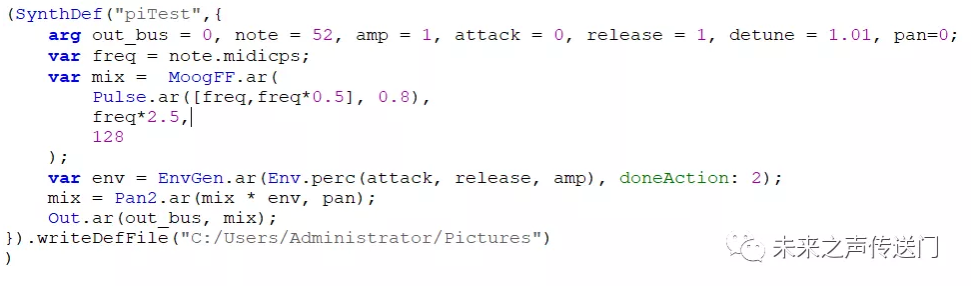 (SynthDef("piTest",{
    arg out_bus = 0, note = 52, amp = 1, attack = 0, release = 1, detune = 1.01, pan=0;
    var freq = note.midicps;
    var mix =  MoogFF.ar(
        Pulse.ar([freq,freq*0.5], 0.8),
        freq*2.5,
        128
    );
    var env = EnvGen.ar(Env.perc(attack, release, amp), doneAction: 2);
    mix = Pan2.ar(mix * env, pan);
    Out.ar(out_bus, mix);
}).writeDefFile("C:/Users/Administrator/Pictures")
)
未来之声传送门